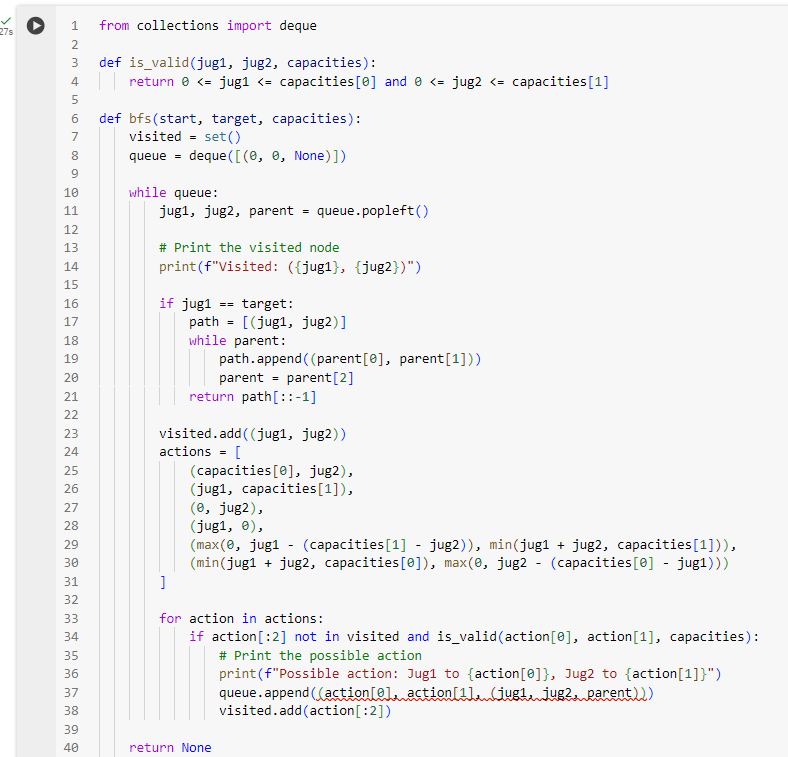 27s
1 from collections import deque
2
3 def is_valid(jug1, jug2, capacities):
4     return 0 <= jug1 <= capacities[0] and 0 <= jug2 <= capacities[1]
5
6 def bfs(start, target, capacities):
7     visited = set()
8     queue = deque([(0, 0, None)])
9
10     while queue:
11         jug1, jug2, parent = queue.popleft()
12
13         # Print the visited node
14         print(f"Visited: ({jug1}, {jug2})")
15
16         if jug1 == target:
17             path = [(jug1, jug2)]
18             while parent:
19                 path.append((parent[0], parent[1]))
20                 parent = parent[2]
21             return path[::-1]
22
23         visited.add((jug1, jug2))
24         actions = [
25             (capacities[0], jug2),
26             (jug1, capacities[1]),
27             (0, jug2),
28             (jug1, 0),
29             (max(0, jug1 - (capacities[1] - jug2)), min(jug1 + jug2, capacities[1])),
30             (min(jug1 + jug2, capacities[0]), max(0, jug2 - (capacities[0] - jug1)))
31         ]
32
33         for action in actions:
34             if action[:2] not in visited and is_valid(action[0], action[1], capacities):
35                 # Print the possible action
36                 print(f"Possible action: Jug1 to {action[0]}, Jug2 to {action[1]}")
37                 queue.append((action[0], action[1], (jug1, jug2, parent)))
38                 visited.add(action[:2])
39
40     return None